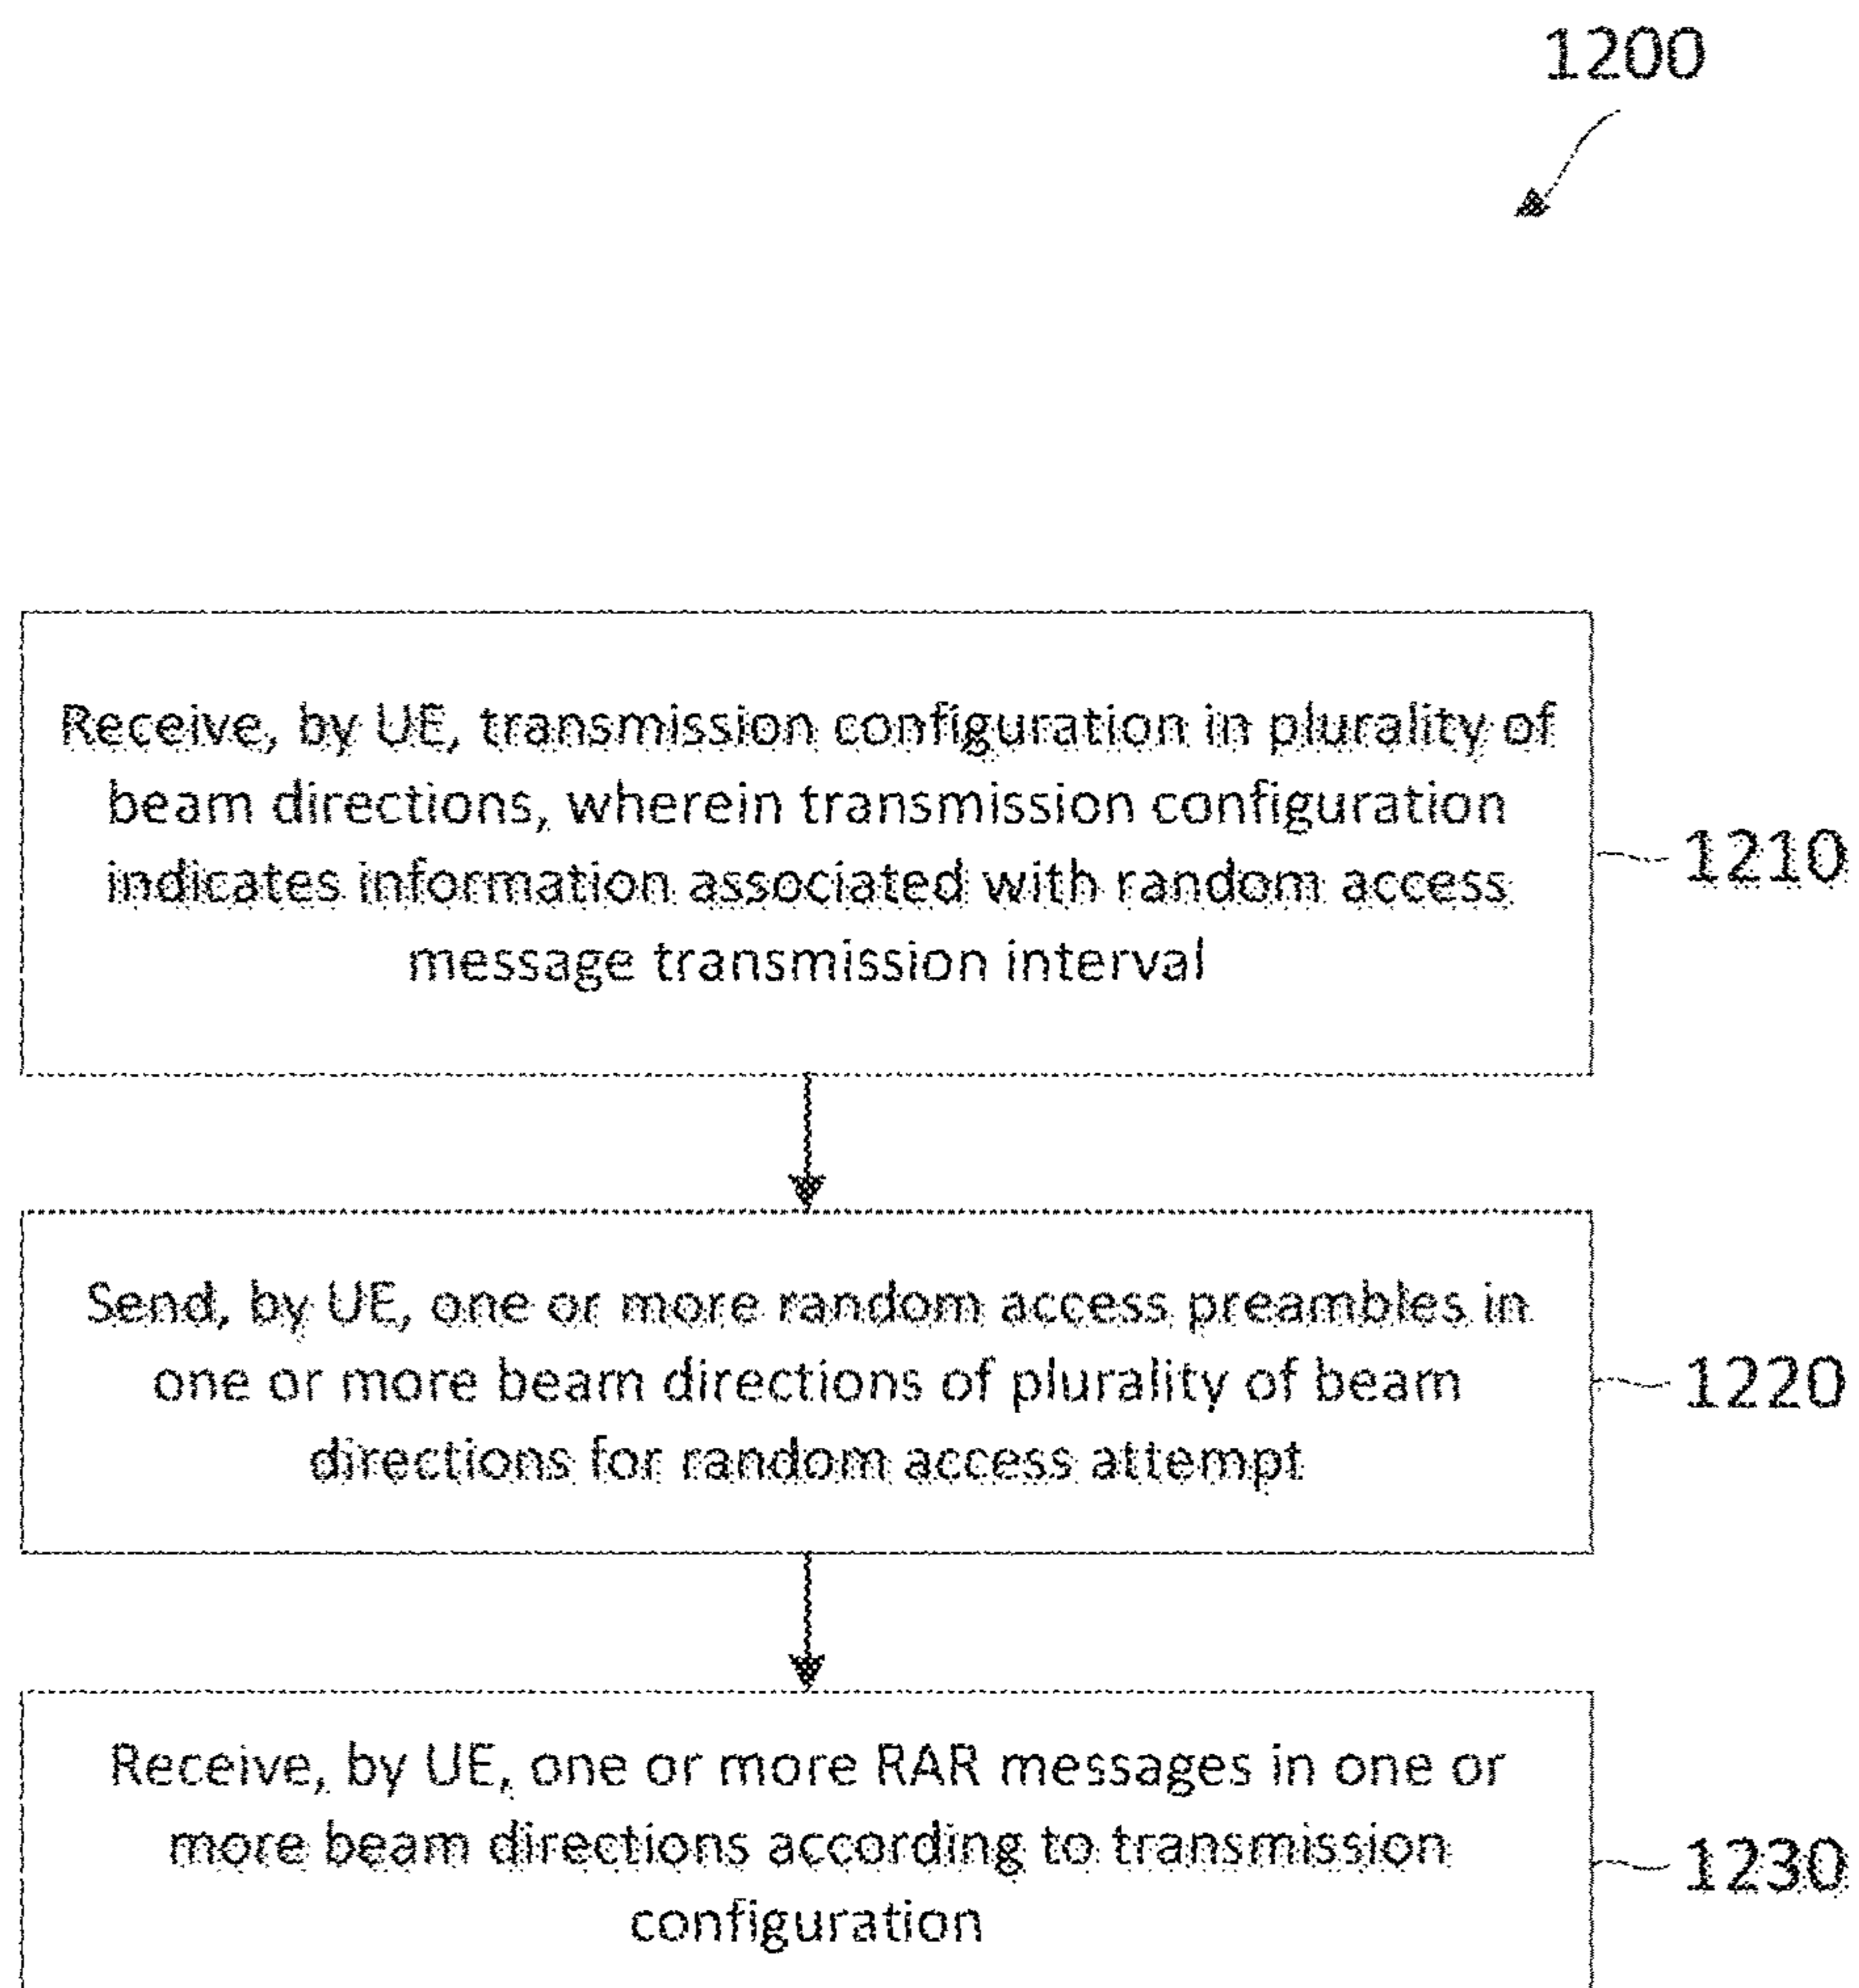 1200
Receive, by UE, transmission configuration in plurality of
beam directions, wherein transmission configuration
indicates information associated with random access
message transmission interval
1210
Send, by UE, one or more random access preambles in
one or more beam directions of plurality of beam
directions for random access attempt
1220
Receive, by UE, one or more RAR messages in one or
more beam directions according to transmission
configuration
1230